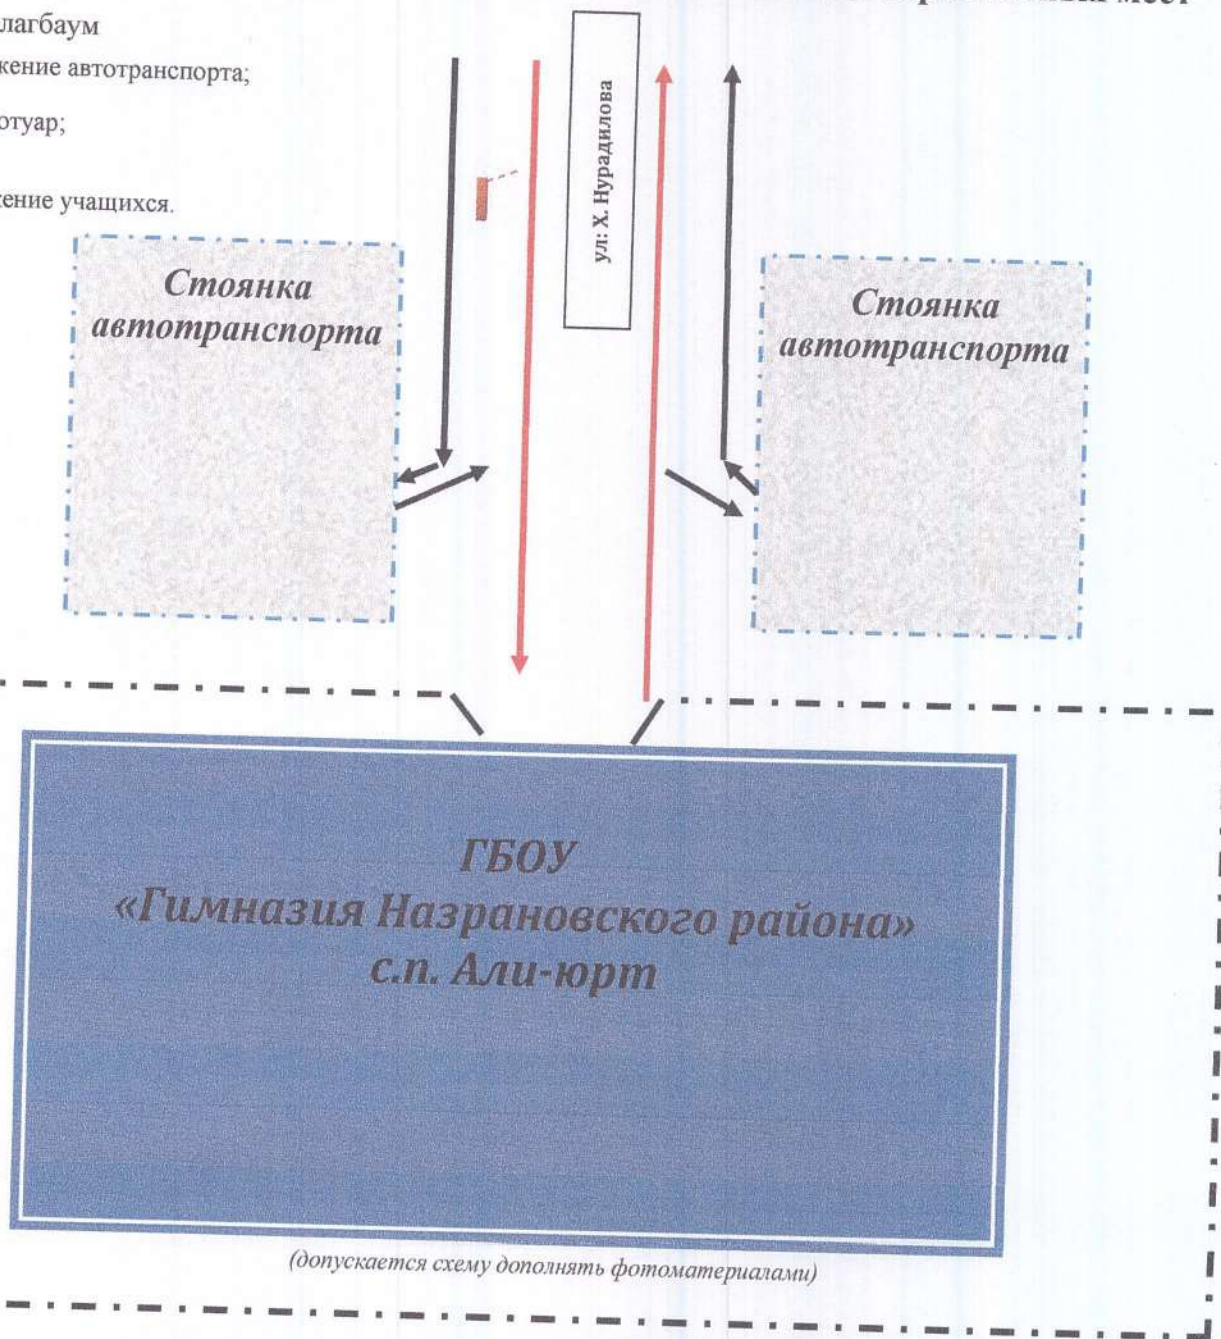 мест
лагбаум
жение автотранспорта;
отуар;
жение учащихся.
ул: Х. Нурадилова
Стоянка
автотранспорта
Стоянка
автотранспорта
ГБОУ
«Гимназия Назрановского района»
с.п. Али-юрт
(допускается схему дополнять фотоматериалами)